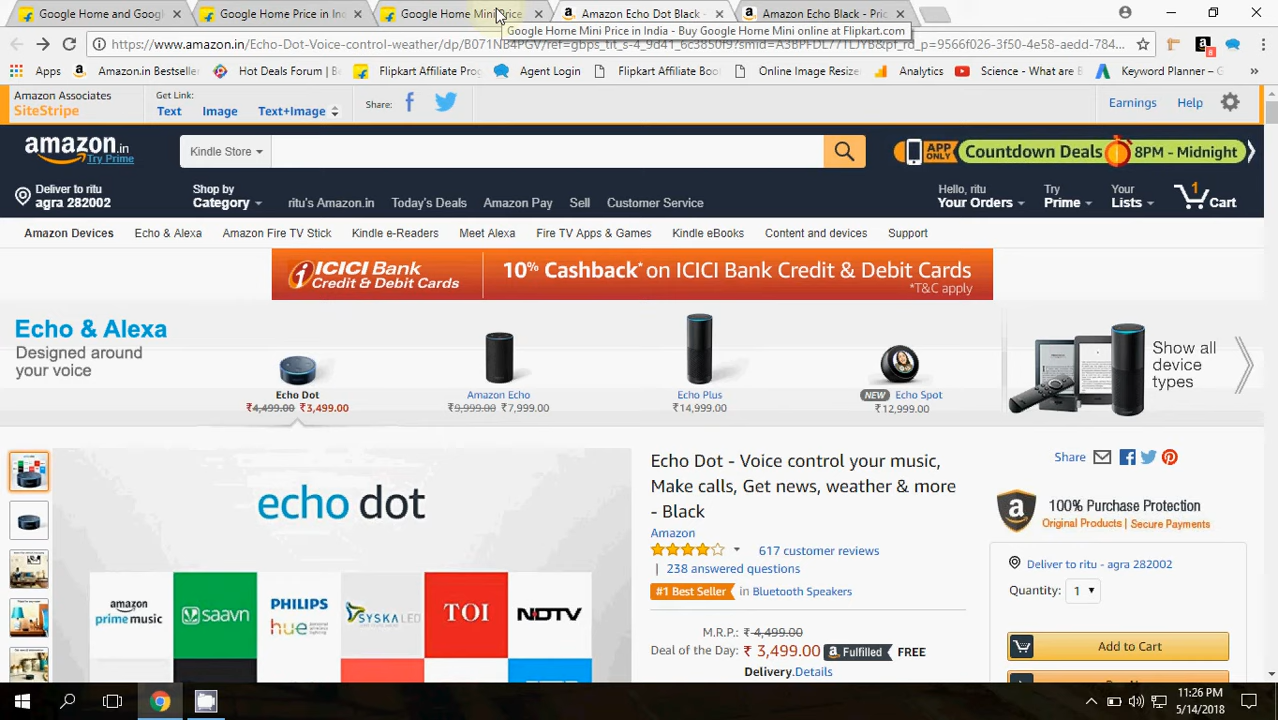 Google Home and Googl
Google Home Price in Ind
Google Home Mini Price
Amazon Echo Dot Black -
Amazon Echo Black - Pric
Google Home Mini Price in India - Buy Google Home Mini online at Flipkart.com
Apps
Amazon.in Bestseller
Hot Deals Forum | De
Flipkart Affiliate Prog
Agent Login
Flipkart Affiliate Boo
Online Image Resize
Analytics
Science - What are B
Keyword Planner – G
Amazon Associates
SiteStripe
Get Link:
Text
Image
Text+Image
Share:
Earnings
Help
amazon.in
Try Prime
Kindle Store
APP ONLY
Countdown Deals
8PM - Midnight
Deliver to ritu
agra 282002
Shop by
Category
ritu's Amazon.in
Today's Deals
Amazon Pay
Sell
Customer Service
Hello, ritu
Your Orders
Try
Prime
Your
Lists
1
Cart
Amazon Devices
Echo & Alexa
Amazon Fire TV Stick
Kindle e-Readers
Meet Alexa
Fire TV Apps & Games
Kindle eBooks
Content and devices
Support
ICICI Bank
Credit & Debit Cards
10% Cashback* on ICICI Bank Credit & Debit Cards
*T&C apply
Echo & Alexa
Designed around
your voice
Echo Dot
₹4,499.00 ₹3,499.00
Amazon Echo
₹9,999.00 ₹7,999.00
Echo Plus
₹14,999.00
NEW Echo Spot
₹12,999.00
Show all
device
types
echo dot
amazon
prime music
saavn
PHILIPS
hue personal wireless lighting
SYSKA LED
TOI
NDTV
Echo Dot - Voice control your music,
Make calls, Get news, weather & more
- Black
Amazon
617 customer reviews
| 238 answered questions
#1 Best Seller in Bluetooth Speakers
M.R.P.: ₹ 4,499.00
Deal of the Day: ₹ 3,499.00 Fulfilled FREE
Delivery.Details
Share
100% Purchase Protection
Original Products | Secure Payments
Deliver to ritu - agra 282002
Quantity: 1
Add to Cart
11:26 PM
5/14/2018